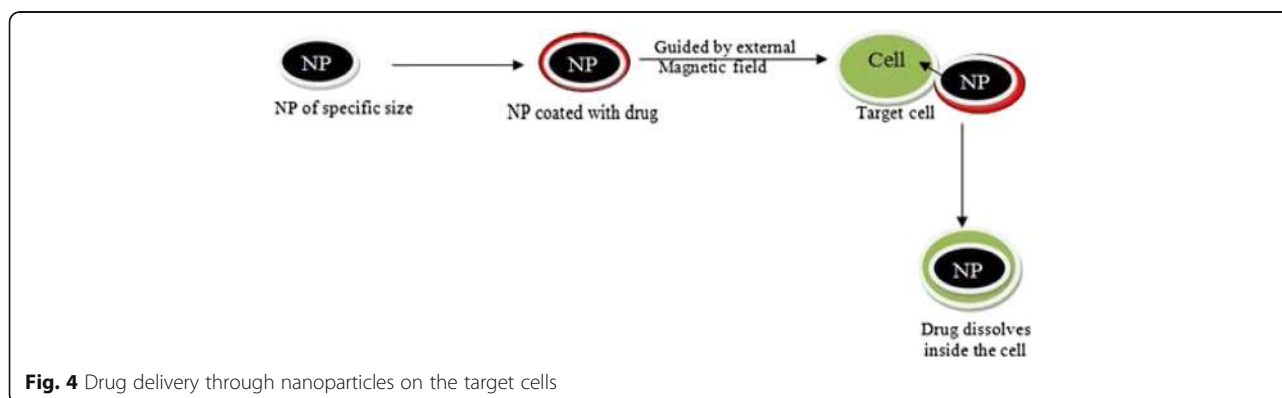 NP
NP of specific size
NP
NP coated with drug
Guided by external
Magnetic field
Cell
NP
Target cell
NP
Drug dissolves
inside the cell
Fig. 4 Drug delivery through nanoparticles on the target cells